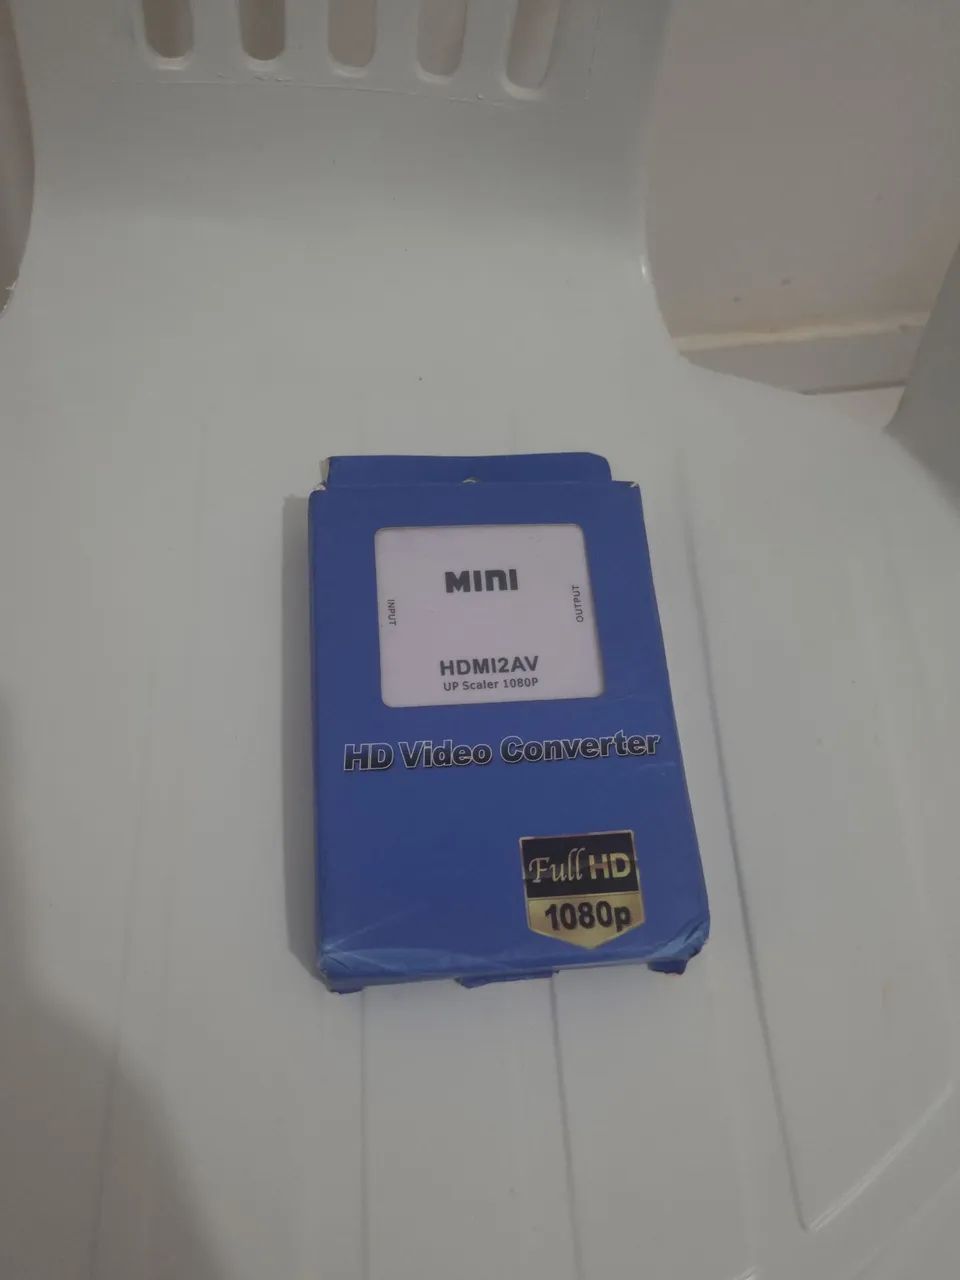 MINI
INPUT
OUTPUT
HDMI2AV
UP Scaler 1080P
HD Video Converter
Full HD
1080p